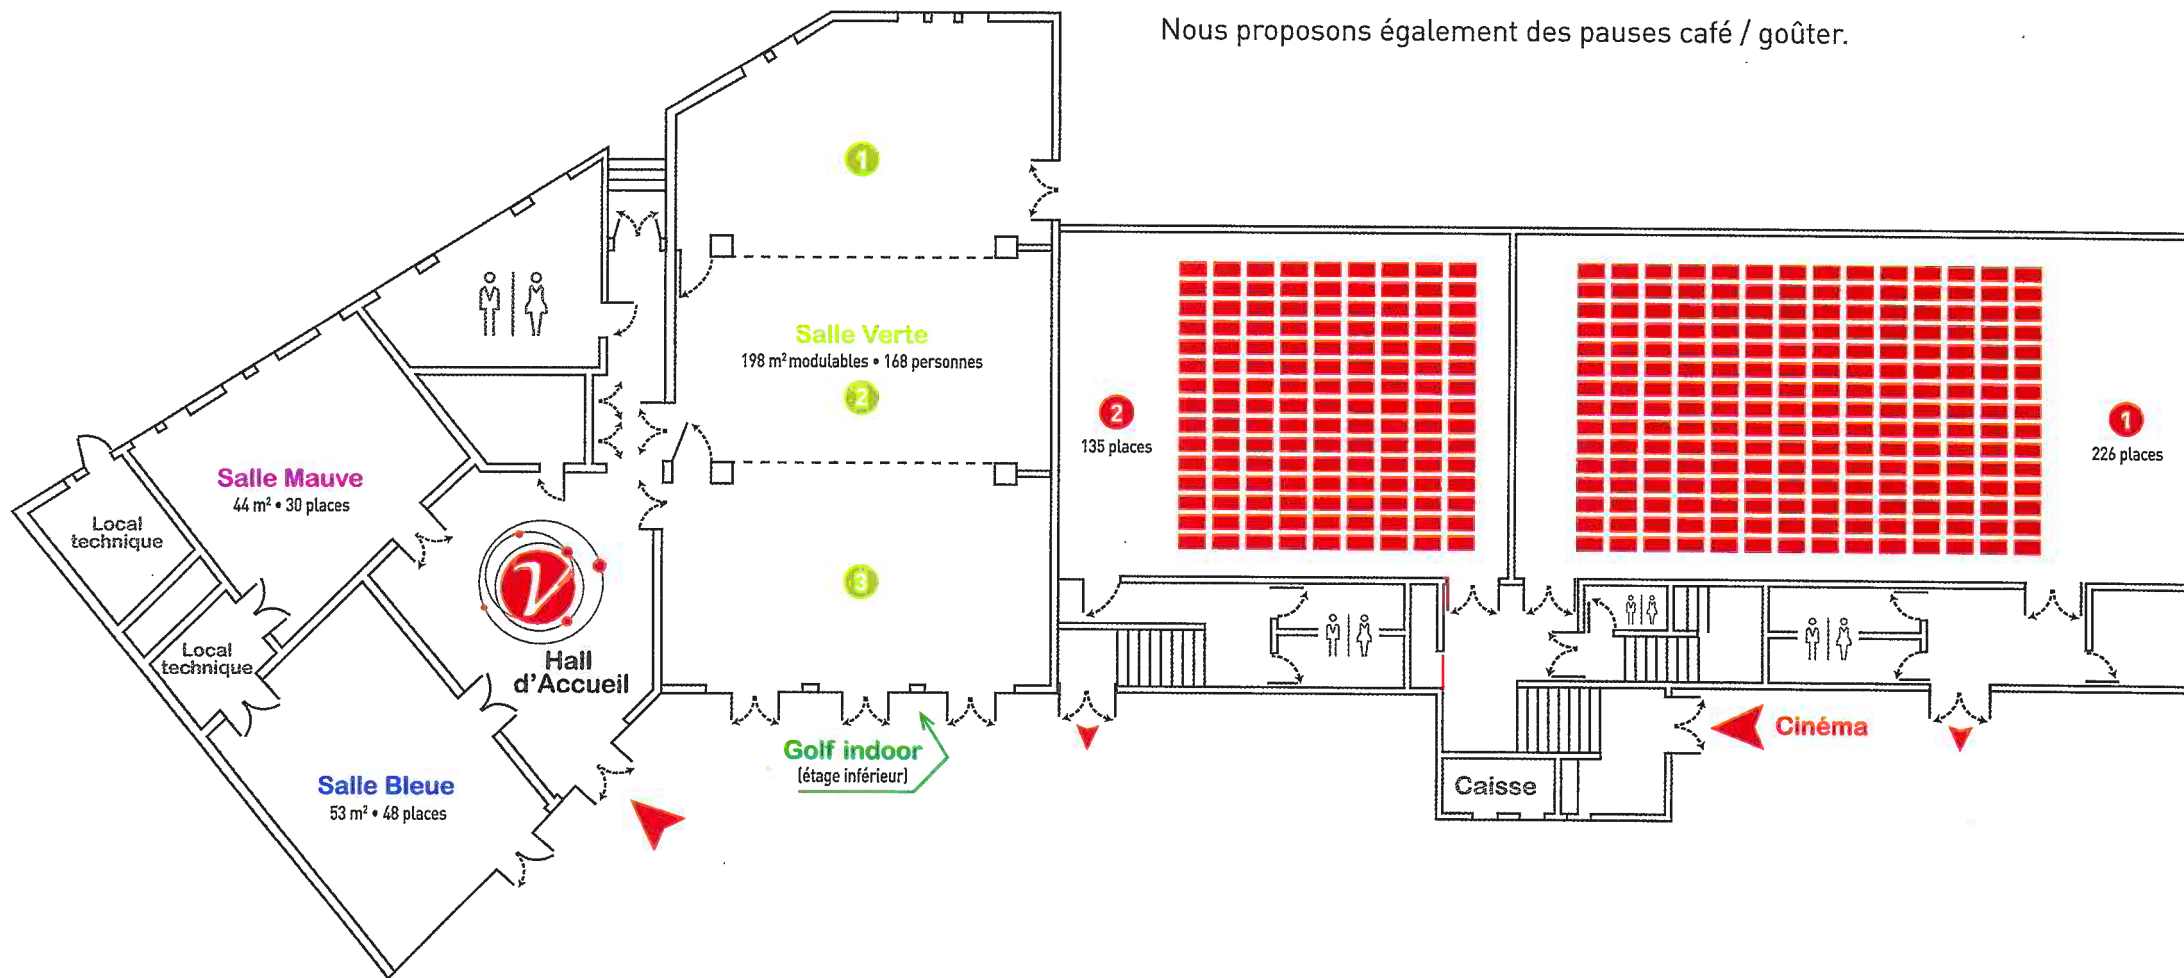 Nous proposons également des pauses café / goûter.
1
Salle Verte
198 m² modulables • 168 personnes
2
3
2
135 places
1
226 places
Salle Mauve
44 m² • 30 places
Local
technique
Local
technique
V
Hall
d'Accueil
Golf indoor
(étage inférieur)
Salle Bleue
53 m² • 48 places
Cinéma
Caisse